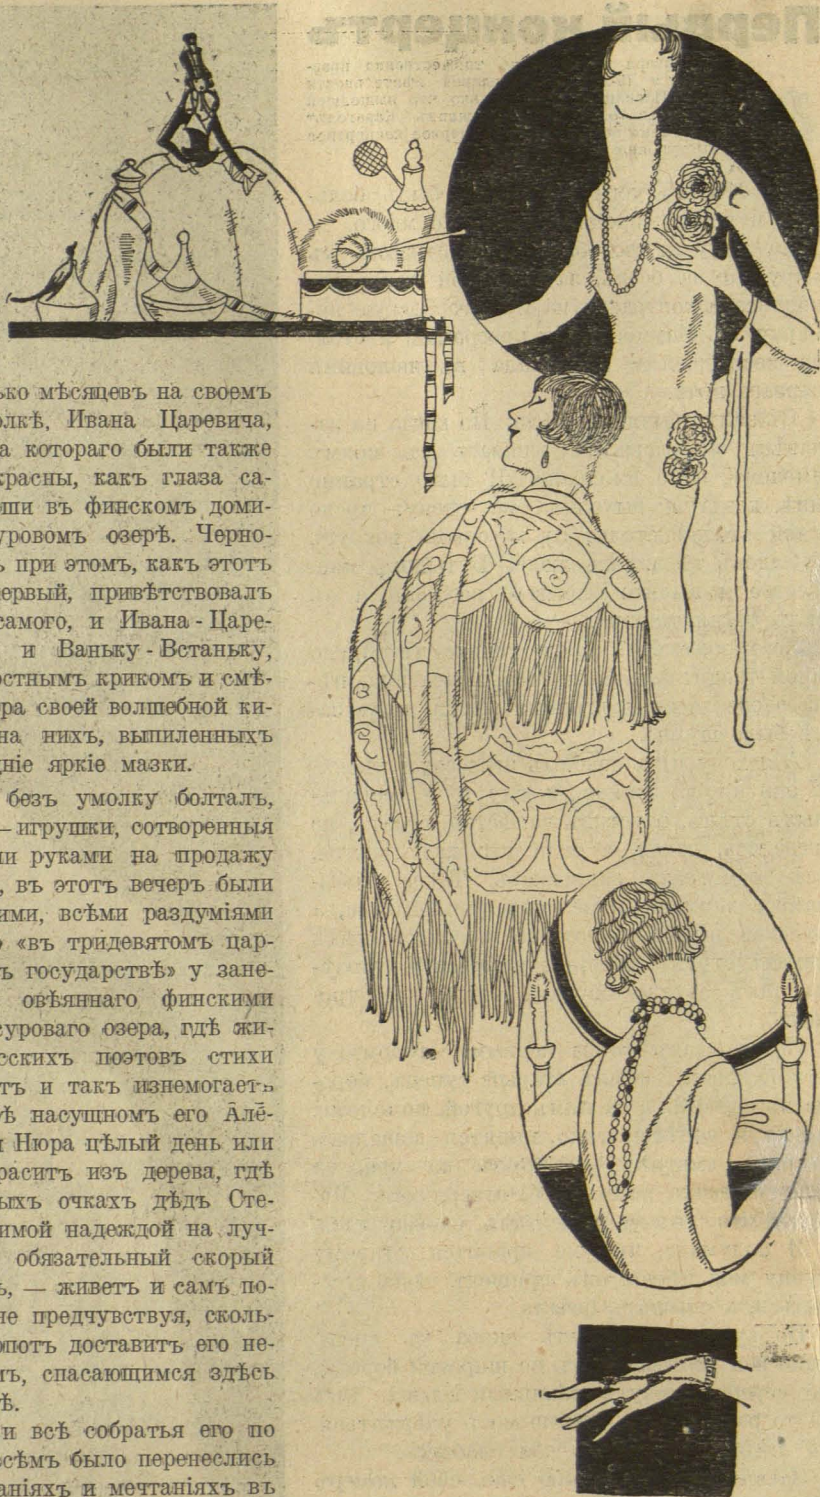 ько мѣсяцевъ на своемъ
олкѣ, Ивана Царевича,
а котораго были также
красны, какъ глаза са-
ши въ финскомъ доми-
уровомъ озерѣ. Черно-
ь при этомъ, какъ этотъ
ервый, привѣтствовалъ
самого, и Ивана-Царе-
и Ваньку-Встаньку,
остнымъ крикомъ и смѣ-
ра своей волшебной ки-
на нихъ, выпиленныхъ
дніе яркіе мазки.
безъ умолку болталъ,
— игрушки, сотворенныя
ми руками на продажу
, въ этотъ вечеръ были
ими, всѣми раздуміями
о «въ тридевятомъ цар-
ъ государствѣ» у зане-
овѣяннаго финскими
суроваго озера, гдѣ жи-
сскихъ поэтовъ стихи
тъ и такъ изнемогаетъ
ѣ насущномъ его Алё-
и Нюра цѣлый день или
раситъ изъ дерева, гдѣ
ыхъ очкахъ дѣдъ Сте-
имой надеждой на луч-
обязательный скорый
ь, — живетъ и самъ по-
не предчувствуя, сколь-
опотъ доставитъ его не-
мъ, спасающимся здѣсь
ѣ.
и всѣ собратья его по
всѣмъ было перенеслись
аніяхъ и мечтаніяхъ въ